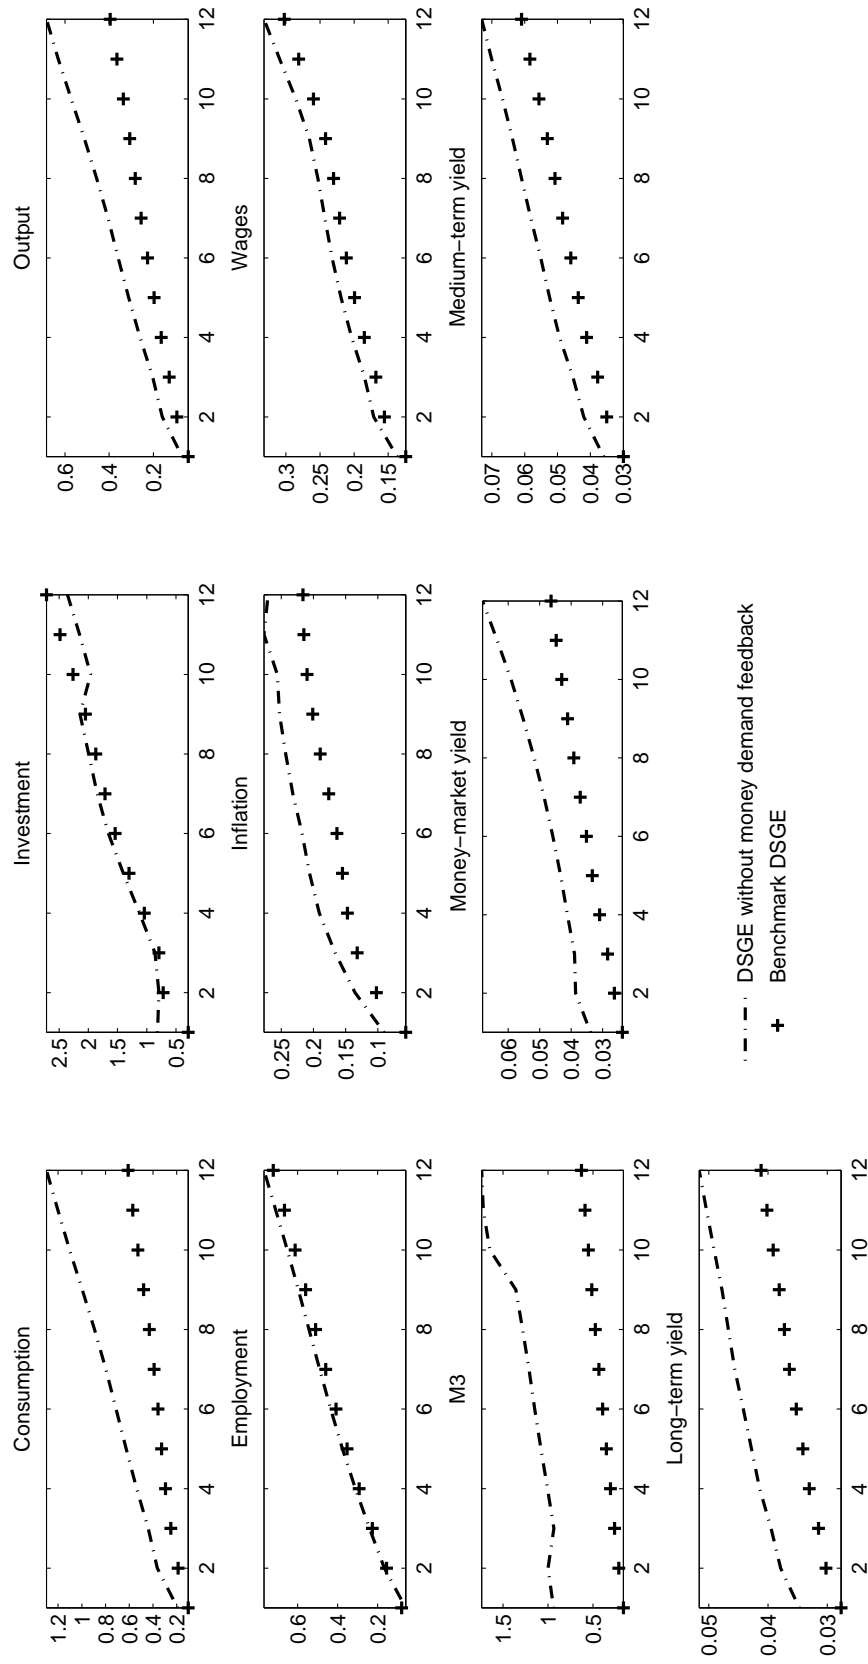 Consumption
1.2
1
0.8
0.6
0.4
0.2
2 4 6 8 10 12
Investment
2.5
2
1.5
1
0.5
2 4 6 8 10 12
Output
0.6
0.4
0.2
2 4 6 8 10 12
Employment
0.6
0.4
0.2
2 4 6 8 10 12
Inflation
0.25
0.2
0.15
0.1
2 4 6 8 10 12
Wages
0.3
0.25
0.2
0.15
2 4 6 8 10 12
M3
1.5
1
0.5
2 4 6 8 10 12
Money−market yield
0.06
0.05
0.04
0.03
2 4 6 8 10 12
Medium−term yield
0.07
0.06
0.05
0.04
0.03
2 4 6 8 10 12
Long−term yield
0.05
0.04
0.03
2 4 6 8 10 12
DSGE without money demand feedback
Benchmark DSGE